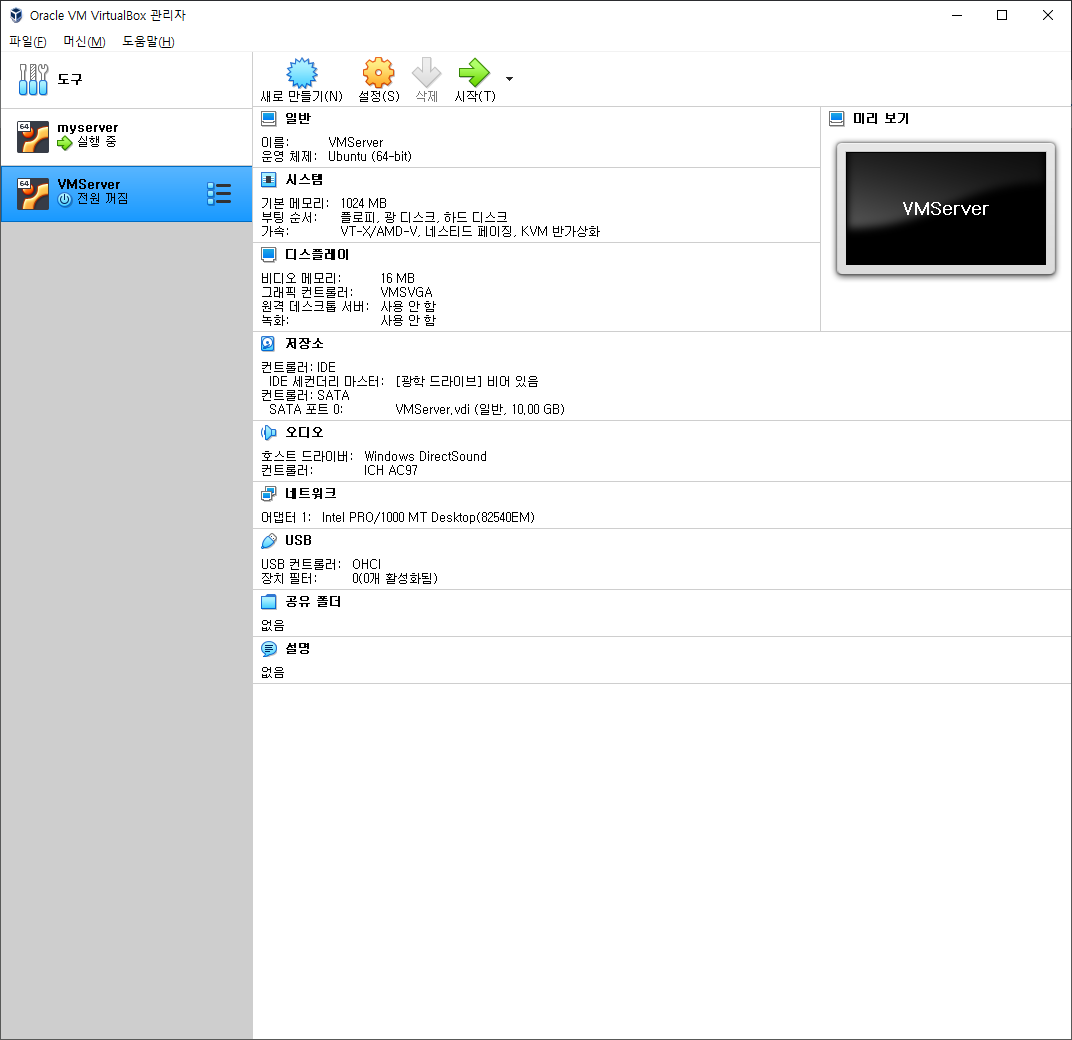 Oracle VM VirtualBox 관리자
파일(F) 머신(M) 도움말(H)
도구
새로 만들기(N) 설정(S) 삭제 시작(T)
64
myserver
실행 중
64
VMServer
전원 꺼짐
일반
이름: VMServer
운영 체제: Ubuntu (64-bit)
시스템
기본 메모리: 1024 MB
부팅 순서: 플로피, 광 디스크, 하드 디스크
가속: VT-X/AMD-V, 네스티드 페이징, KVM 반가상화
디스플레이
비디오 메모리: 16 MB
그래픽 컨트롤러: VMSVGA
원격 데스크톱 서버: 사용 안 함
녹화: 사용 안 함
미리 보기
VMServer
저장소
컨트롤러: IDE
IDE 세컨더리 마스터: [광학 드라이브] 비어 있음
컨트롤러: SATA
SATA 포트 0: VMServer.vdi (일반, 10.00 GB)
오디오
호스트 드라이버: Windows DirectSound
컨트롤러: ICH AC97
네트워크
어댑터 1: Intel PRO/1000 MT Desktop(82540EM)
USB
USB 컨트롤러: OHCI
장치 필터: 0(0개 활성화됨)
공유 폴더
없음
설명
없음